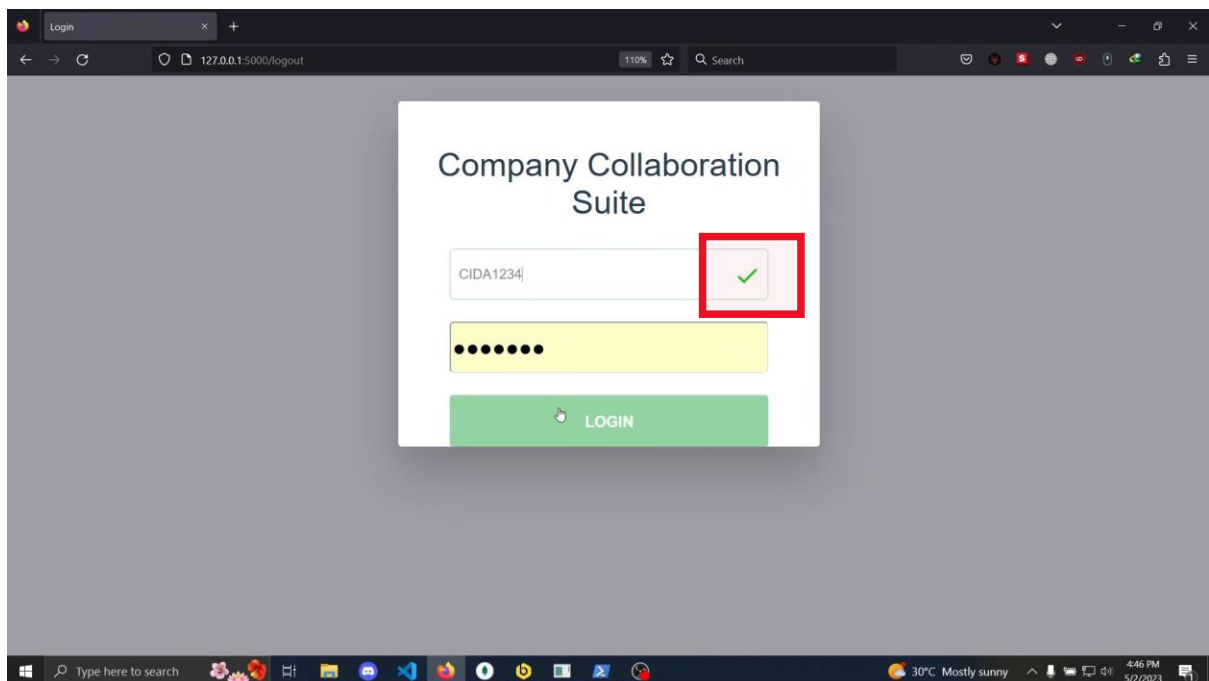 Login
127.0.0.1:5000/logout
110%
Search
Company Collaboration
Suite
CIDA1234
LOGIN
Type here to search
30°C Mostly sunny
4:46 PM
5/2/2023